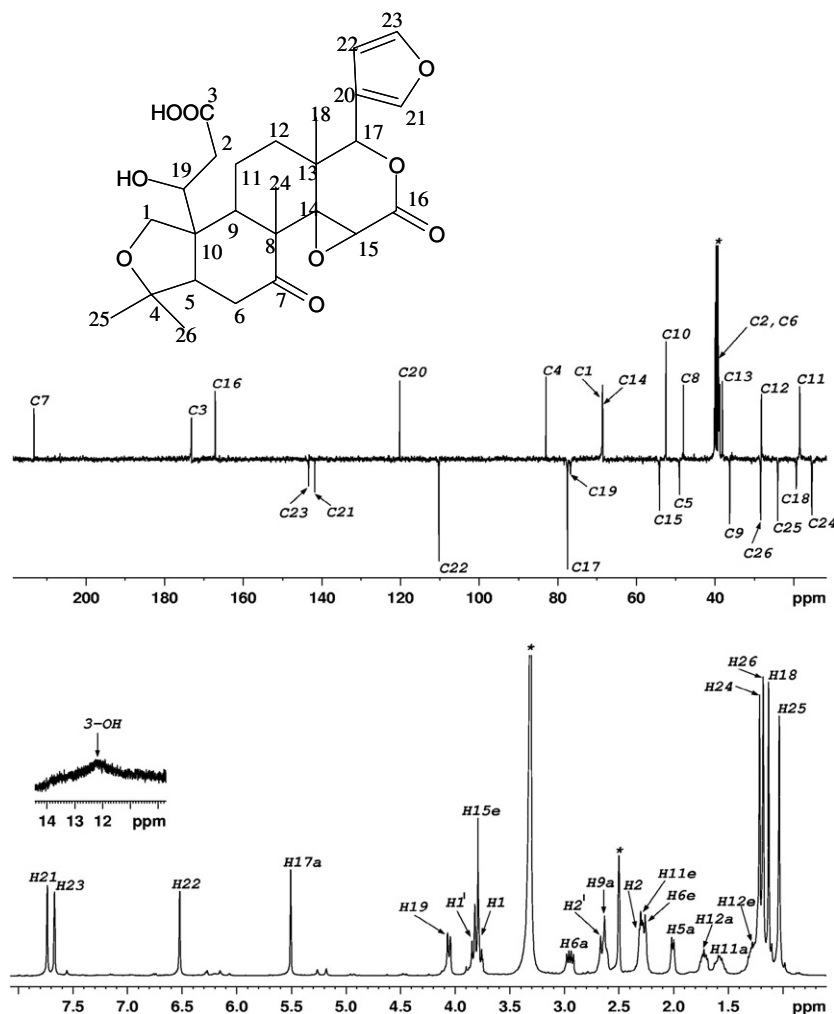 23
22
O
3
HOOC
20
18
21
12
17
2
19
HO
11
24
13
O
16
1
14
9
8
15
O
10
O
O
5
7
O
25
4
6
26
*
C2,C6
C10
C20
C4
C1
C8
C13
C16
C14
C12
C11
C7
C3
C19
C18
C23
C21
C15
C5
C9
C25
C24
C26
C22
C17
200 180 160 140 120 100 80 60 40 ppm
*
H26
H18
H24
H25
3-OH
14 13 12 ppm
H15e
*
H21
H23
H22
H17a
H11e
H9a
H2
H1'
H2'
H6e
H19
H1
H5a
H12e
H12a
H6a
H11a
7.5 7.0 6.5 6.0 5.5 5.0 4.5 4.0 3.5 3.0 2.5 2.0 1.5 ppm